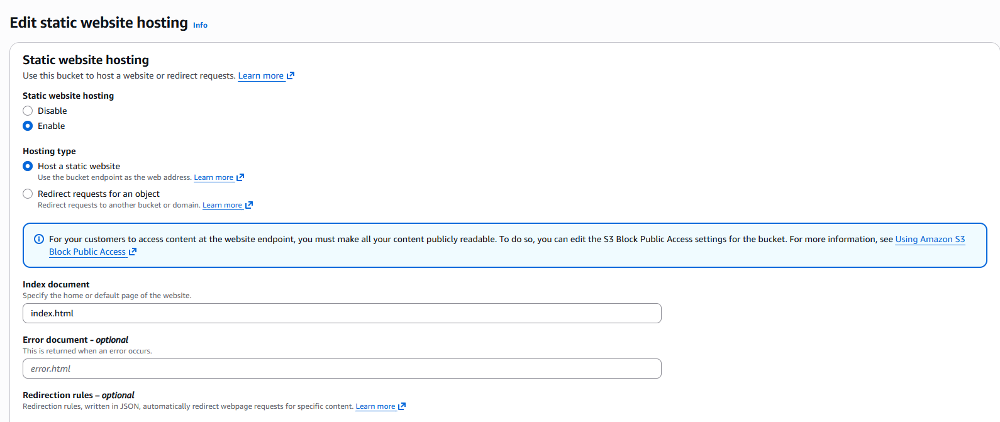 Edit static website hosting Info
Static website hosting
Use this bucket to host a website or redirect requests. Learn more
Static website hosting
Disable
Enable
Hosting type
Host a static website
Use the bucket endpoint as the web address. Learn more
Redirect requests for an object
Redirect requests to another bucket or domain. Learn more
For your customers to access content at the website endpoint, you must make all your content publicly readable. To do so, you can edit the S3 Block Public Access settings for the bucket. For more information, see Using Amazon S3
Block Public Access
Index document
Specify the home or default page of the website.
index.html
Error document - optional
This is returned when an error occurs.
error.html
Redirection rules – optional
Redirection rules, written in JSON, automatically redirect webpage requests for specific content. Learn more